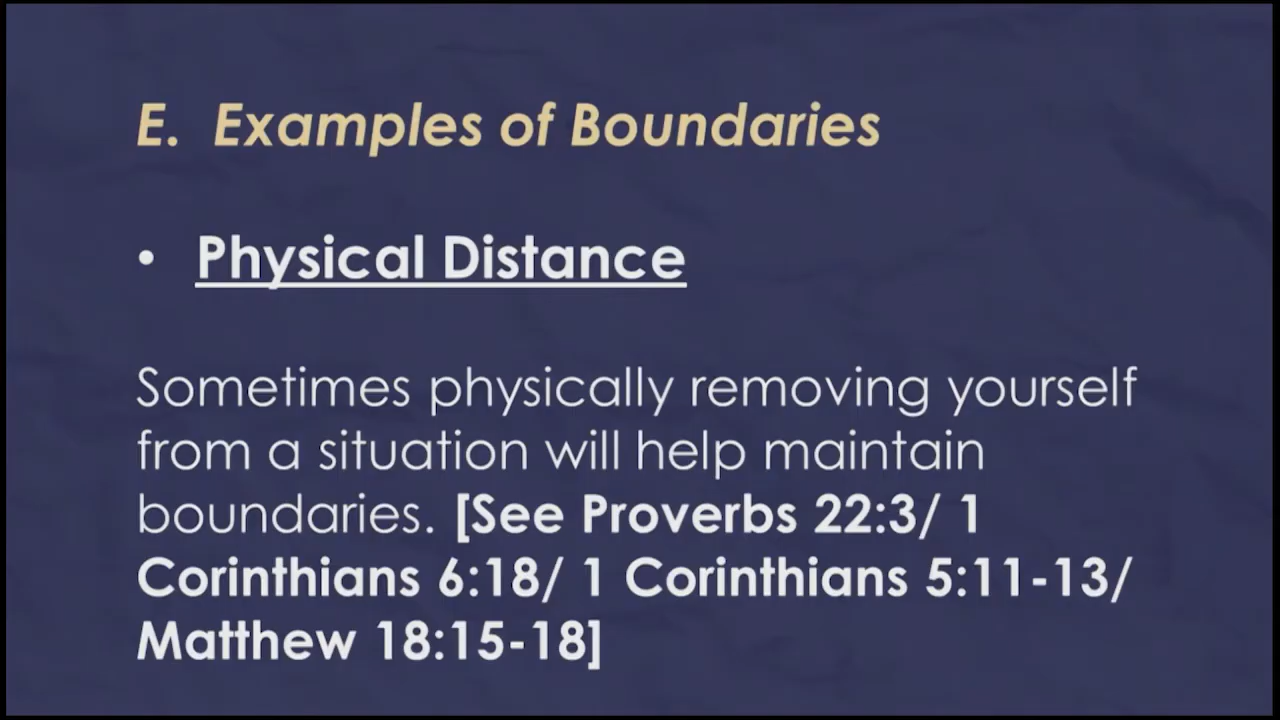 E. Examples of Boundaries
• Physical Distance
Sometimes physically removing yourself
from a situation will help maintain
boundaries. [See Proverbs 22:3/ 1
Corinthians 6:18/ 1 Corinthians 5:11-13/
Matthew 18:15-18]